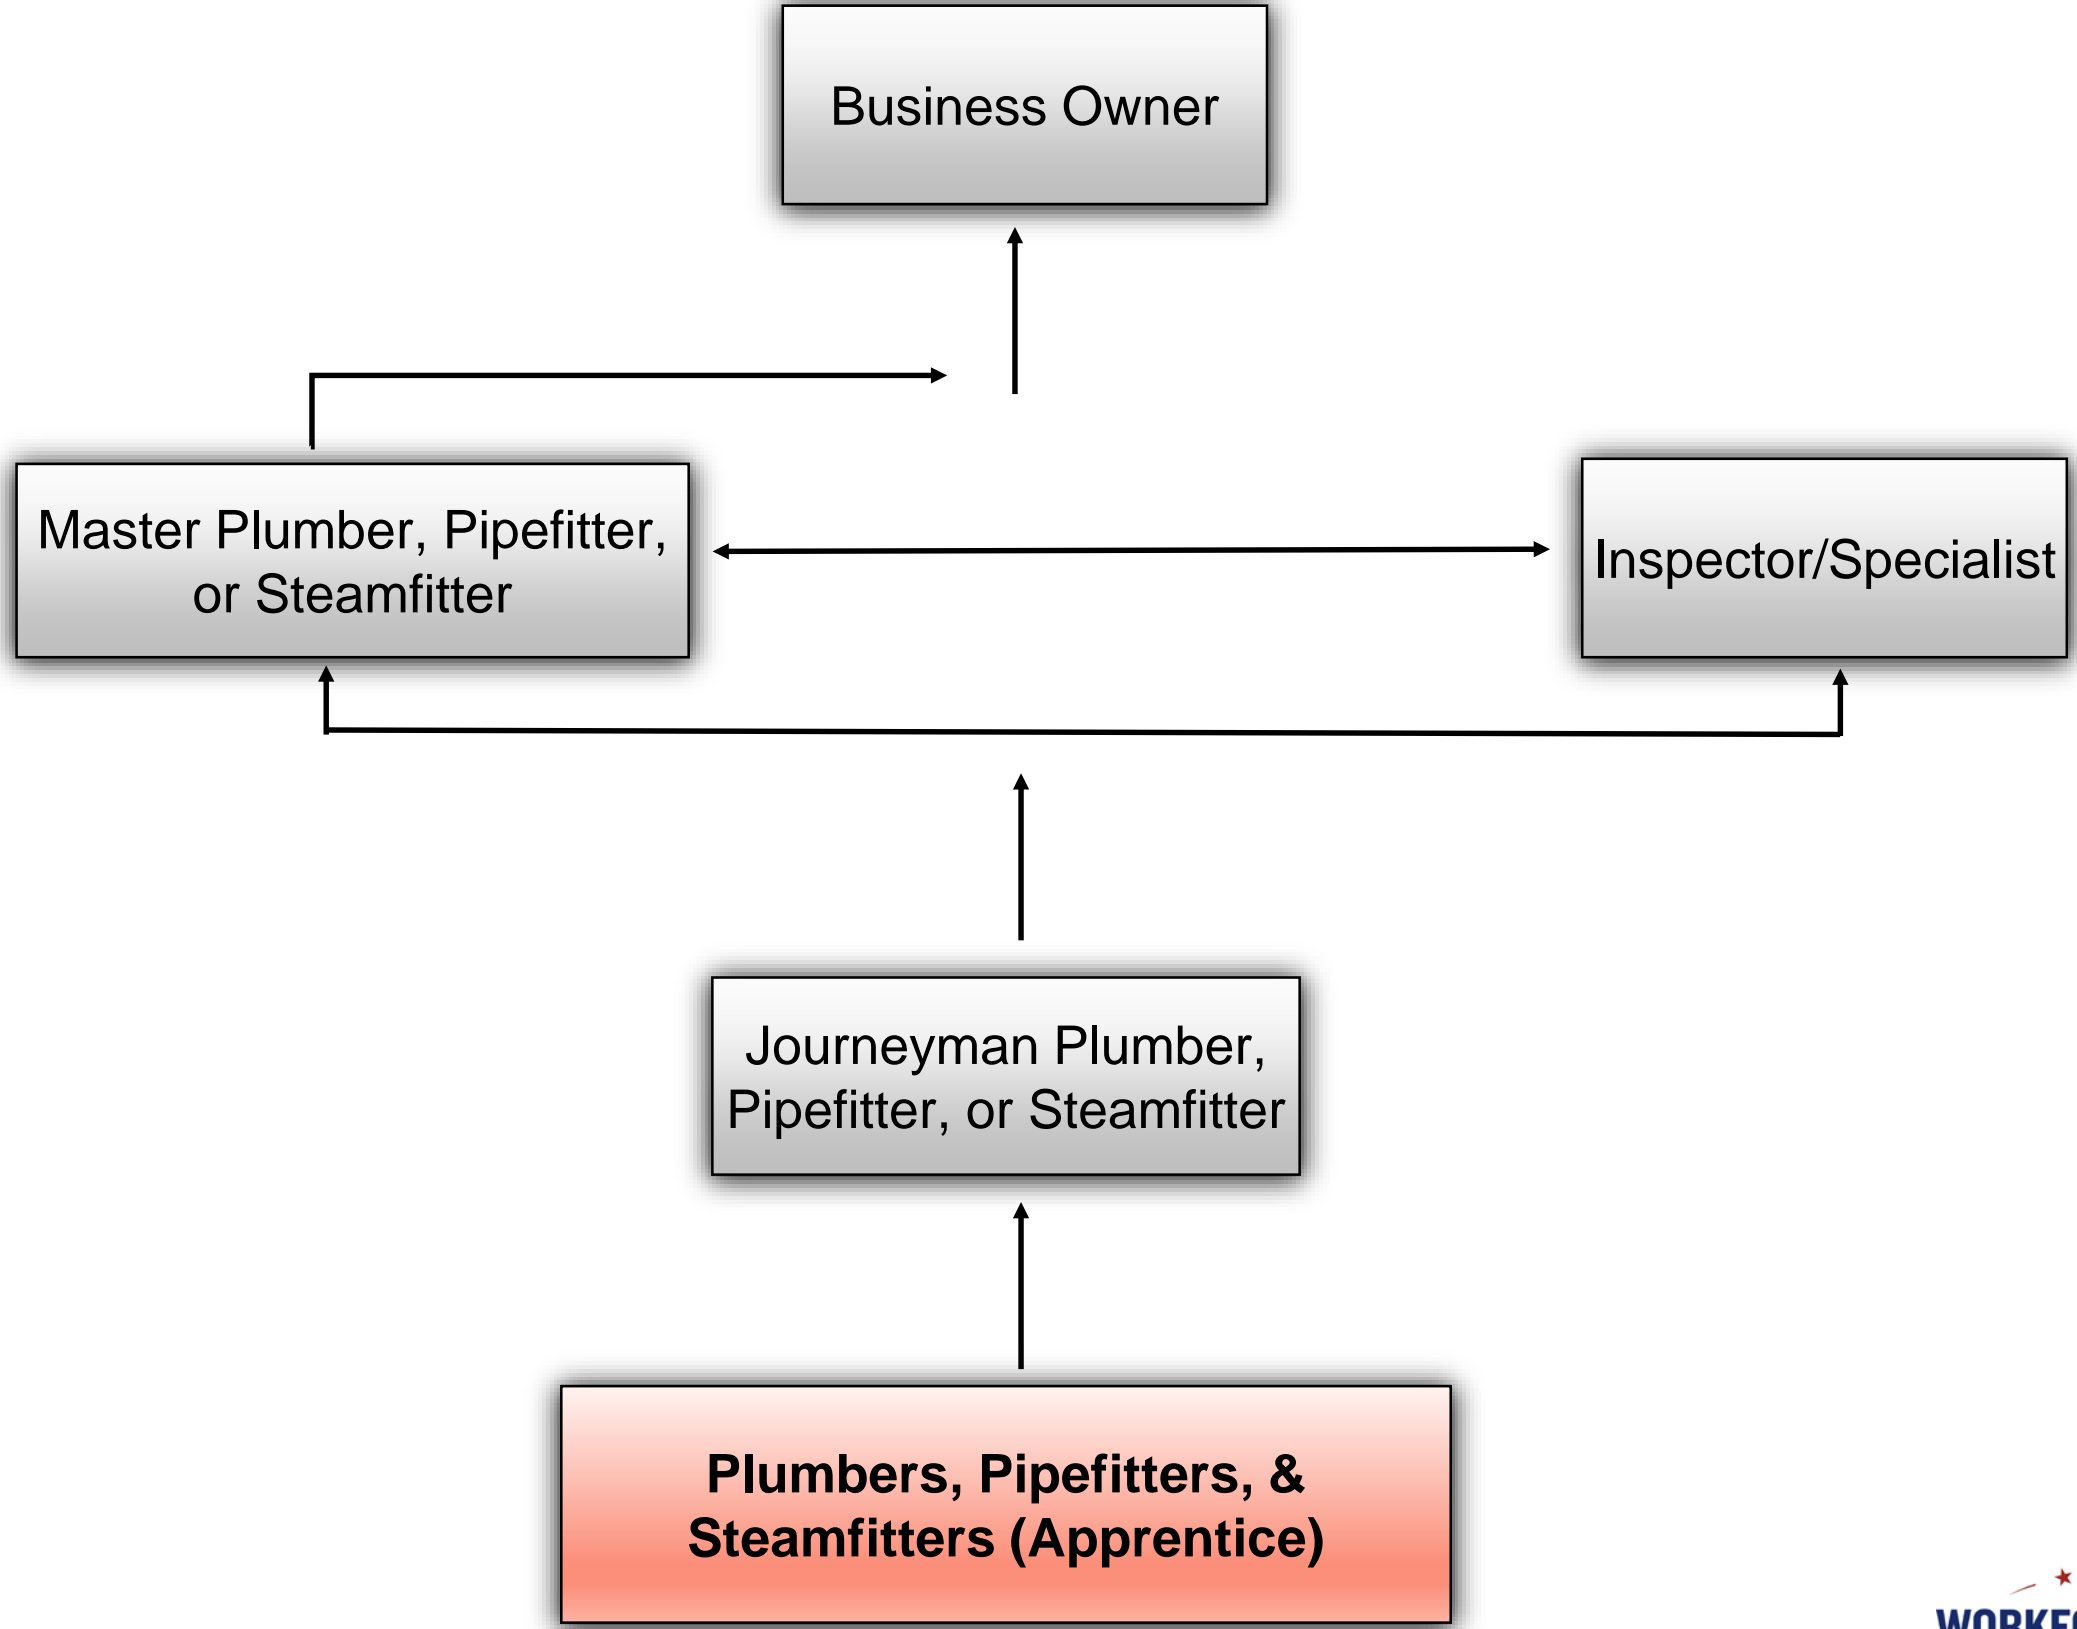 Business Owner
Master Plumber, Pipefitter,
or Steamfitter
Inspector/Specialist
Journeyman Plumber,
Pipefitter, or Steamfitter
Plumbers, Pipefitters, &
Steamfitters (Apprentice)